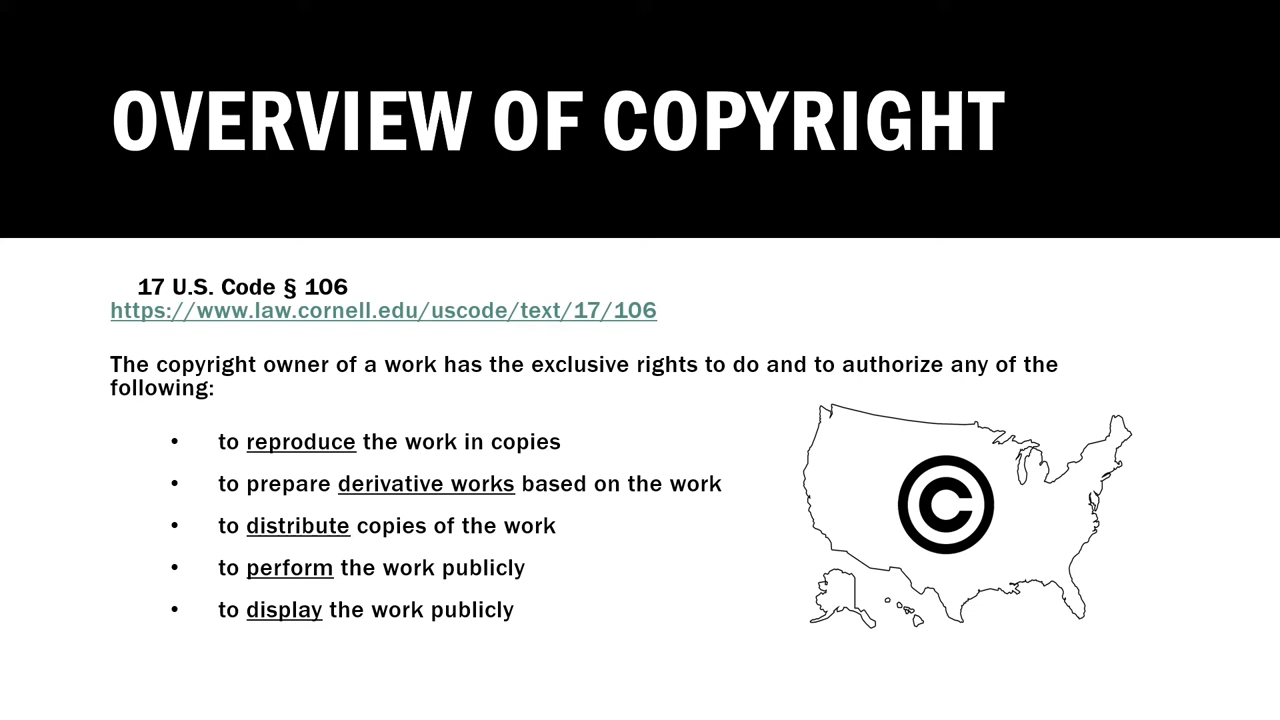 OVERVIEW OF COPYRIGHT
17 U.S. Code § 106
https://www.law.cornell.edu/uscode/text/17/106
The copyright owner of a work has the exclusive rights to do and to authorize any of the
following:
• to reproduce the work in copies
• to prepare derivative works based on the work
• to distribute copies of the work
• to perform the work publicly
• to display the work publicly
©